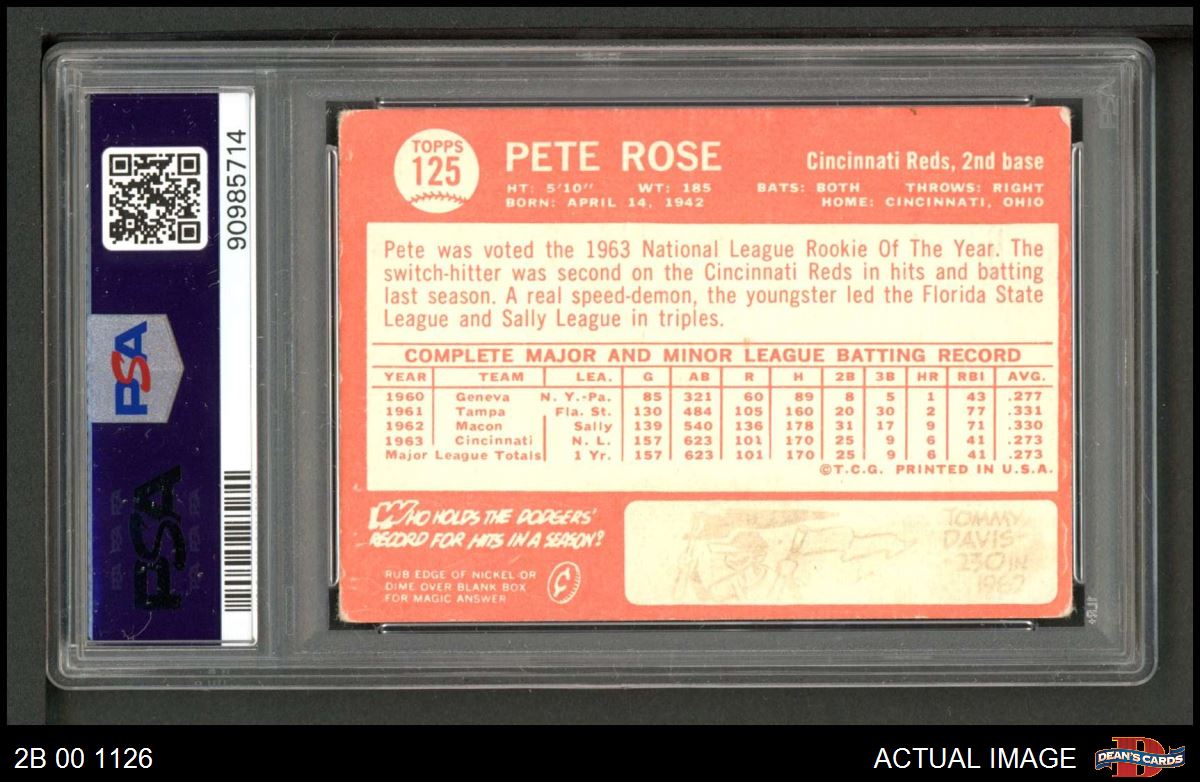 90985714
PSA
PSA
TOPPS
125
PETE ROSE
Cincinnati Reds, 2nd base
HT: 5'10" WT: 185 BATS: BOTH THROWS: RIGHT
BORN: APRIL 14, 1942 HOME: CINCINNATI, OHIO
Pete was voted the 1963 National League Rookie Of The Year. The
switch-hitter was second on the Cincinnati Reds in hits and batting
last season. A real speed-demon, the youngster led the Florida State
League and Sally League in triples.
COMPLETE MAJOR AND MINOR LEAGUE BATTING RECORD
YEAR TEAM LEA. G AB R H 2B 3B HR RBI AVG.
1960 Geneva N. Y.-Pa. 85 321 60 89 8 5 1 43 .277
1961 Tampa Fla. St. 130 484 105 160 20 30 2 77 .331
1962 Macon Sally 139 540 136 178 31 17 9 71 .330
1963 Cincinnati N. L. 157 623 101 170 25 9 6 41 .273
Major League Totals 1 Yr. 157 623 101 170 25 9 6 41 .273
©T.C.G. PRINTED IN U.S.A.
WHO HOLDS THE DODGERS'
RECORD FOR HITS IN A SEASON?
RUB EDGE OF NICKEL OR
DIME OVER BLANK BOX
FOR MAGIC ANSWER
TOMMY
DAVIS
230 IN
1962
2B 00 1126
ACTUAL IMAGE
DEAN'S CARDS